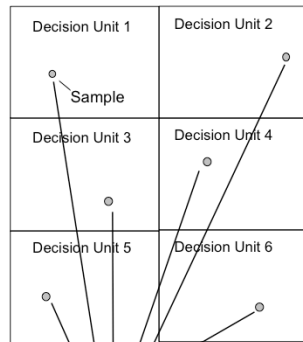 Decision Unit 1
Decision Unit 2
Sample
Decision Unit 3
Decision Unit 4
Decision Unit 5
Decision Unit 6